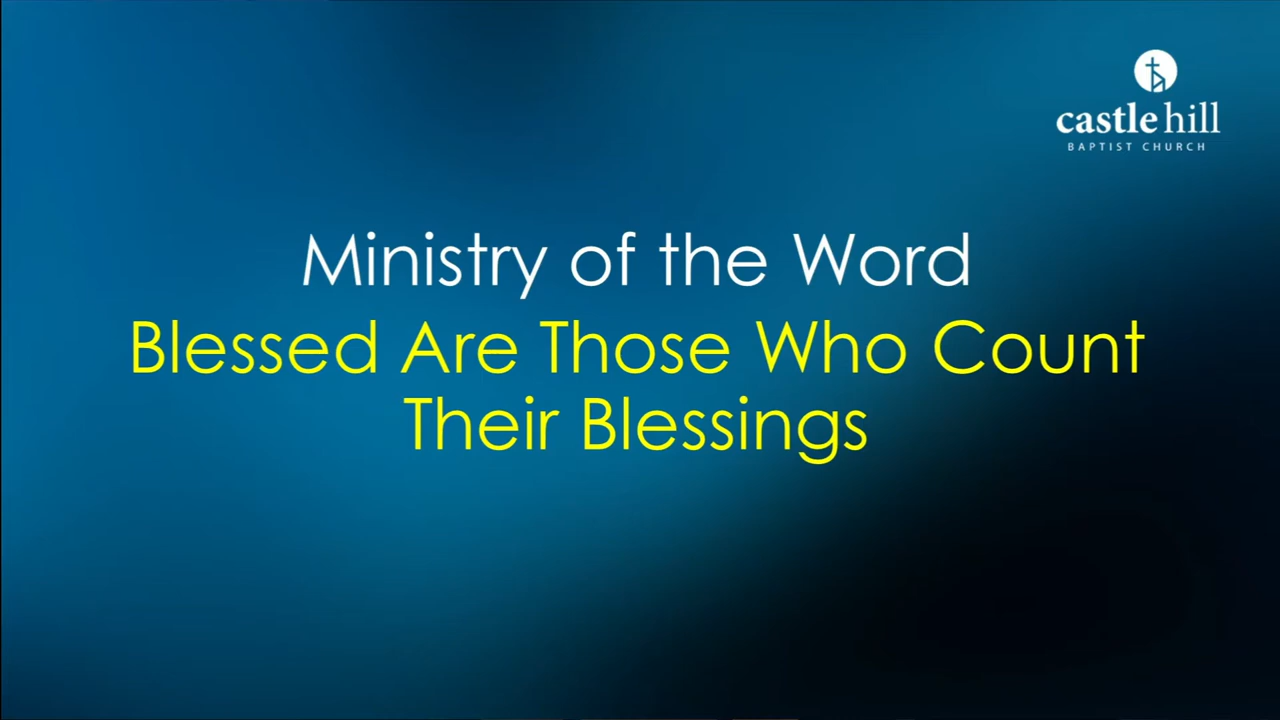 castle hill
BAPTIST CHURCH
Ministry of the Word
Blessed Are Those Who Count
Their Blessings